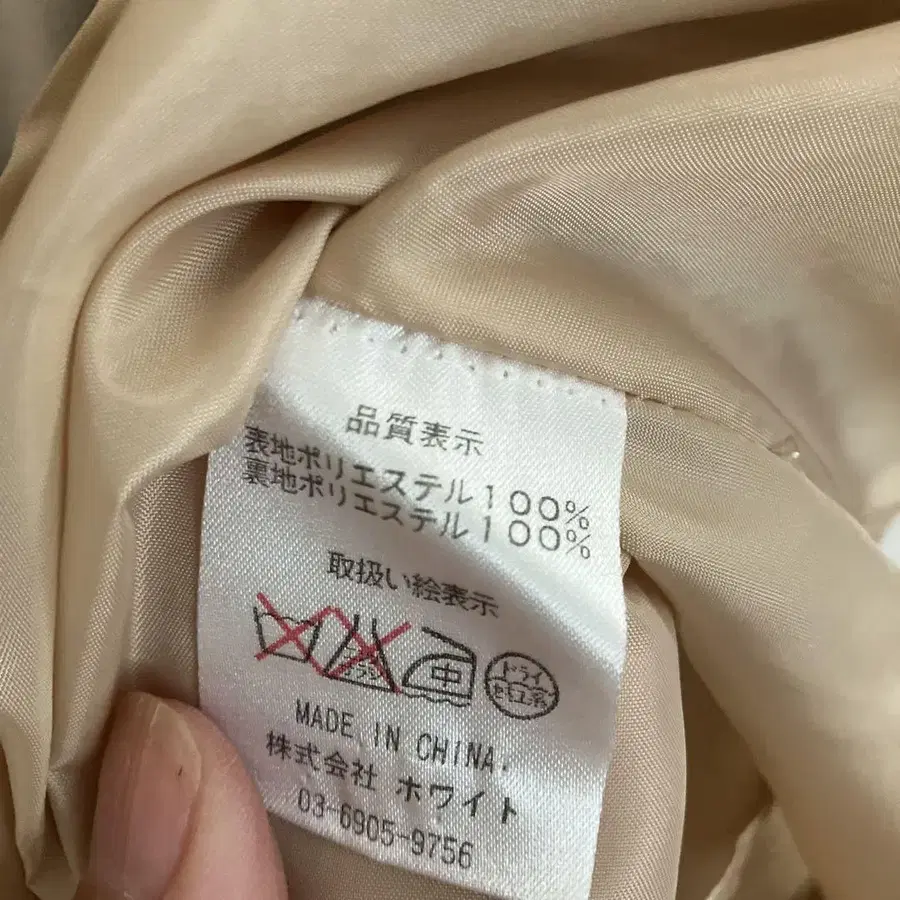 品質表示
表地ポリエステル100%
裏地ポリエステル100%
取扱い絵表示
中
ドライ
MADE IN CHINA.
株式会社 ホワイト
03-6905-9756